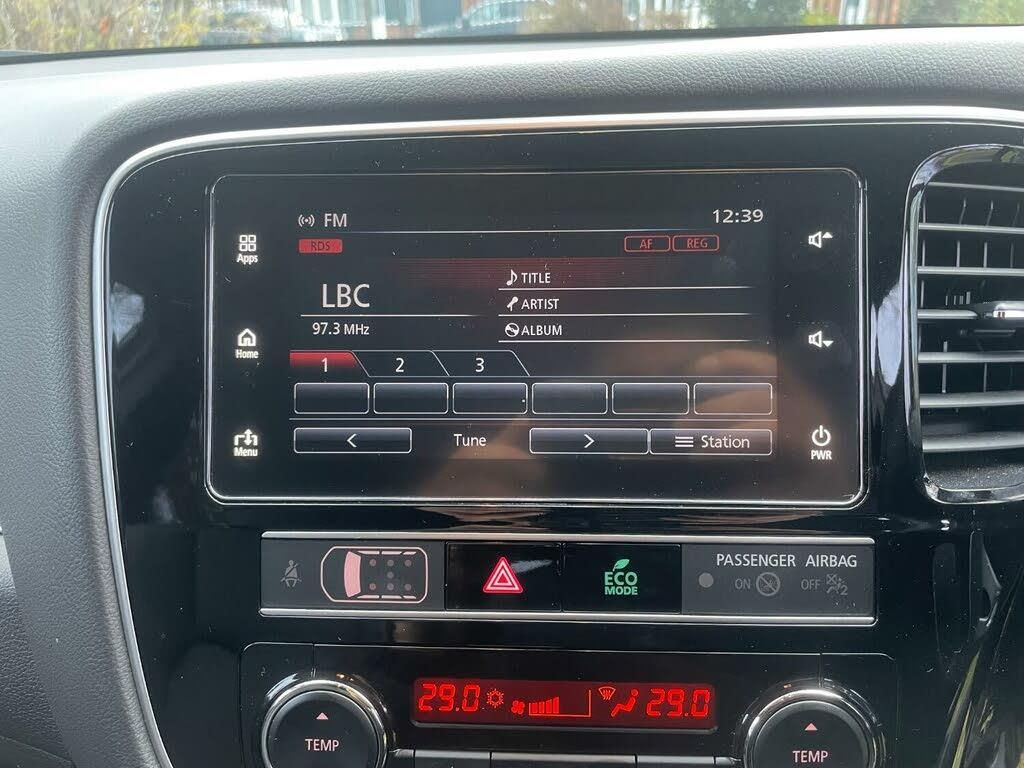 FM 12:39
RDS AF REG
Apps
TITLE
LBC
ARTIST
97.3 MHz
ALBUM
Home
1 2 3
Menu
< Tune > Station
PWR
PASSENGER AIRBAG
ECO
MODE
ON OFF 2
29.0 29.0
TEMP TEMP